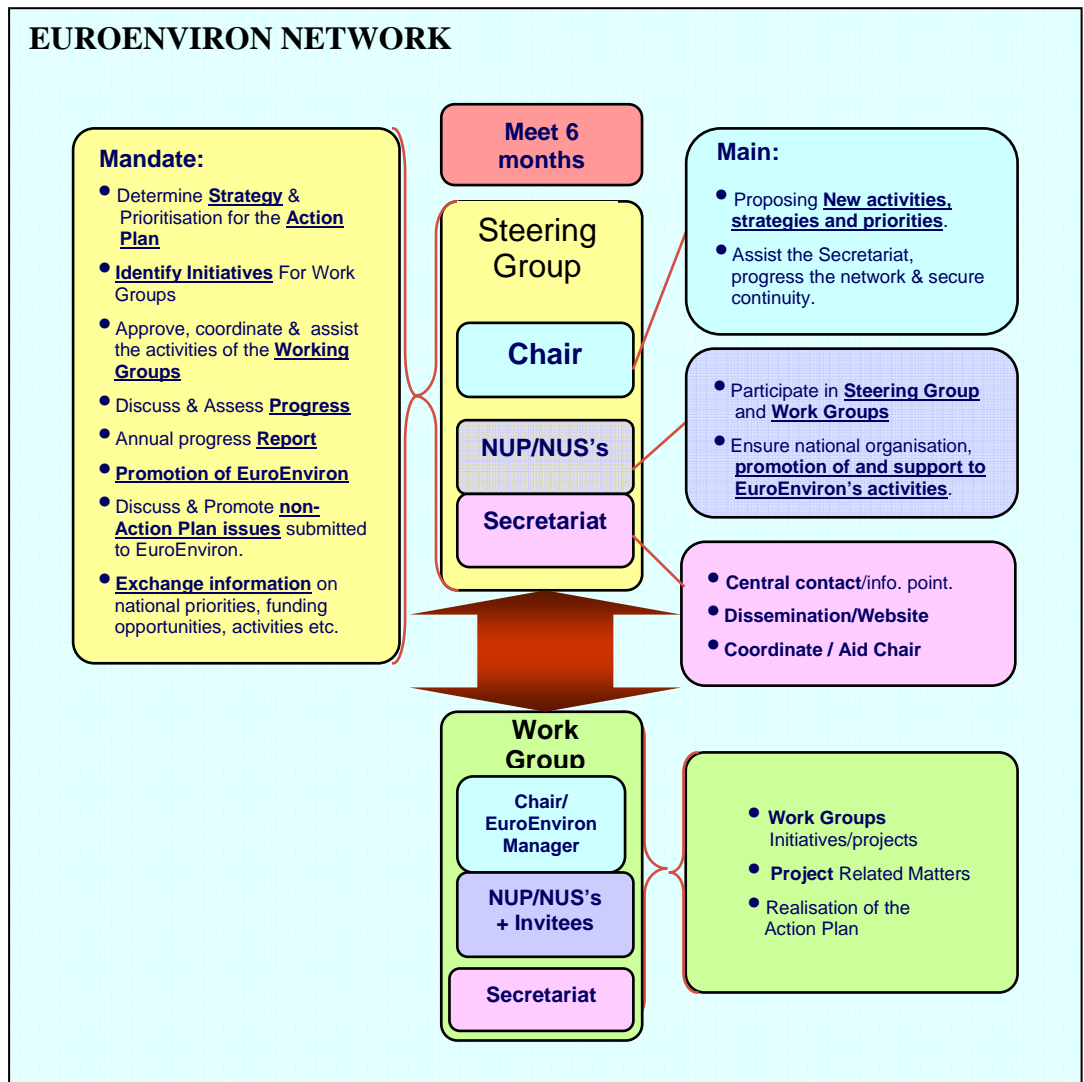 EUROENVIRON NETWORK
Meet 6
months
Mandate:
• Determine Strategy &
Prioritisation for the Action
Plan
• Identify Initiatives For Work
Groups
• Approve, coordinate & assist
the activities of the Working
Groups
• Discuss & Assess Progress
• Annual progress Report
• Promotion of EuroEnviron
• Discuss & Promote non-
Action Plan issues submitted
to EuroEnviron.
• Exchange information on
national priorities, funding
opportunities, activities etc.
Steering
Group
Chair
NUP/NUS's
Secretariat
Main:
• Proposing New activities,
strategies and priorities.
• Assist the Secretariat,
progress the network & secure
continuity.
• Participate in Steering Group
and Work Groups
• Ensure national organisation,
promotion of and support to
EuroEnviron's activities.
• Central contact/info. point.
• Dissemination/Website
• Coordinate / Aid Chair
Work
Group
Chair/
EuroEnviron
Manager
NUP/NUS's
+ Invitees
Secretariat
• Work Groups
Initiatives/projects
• Project Related Matters
• Realisation of the
Action Plan